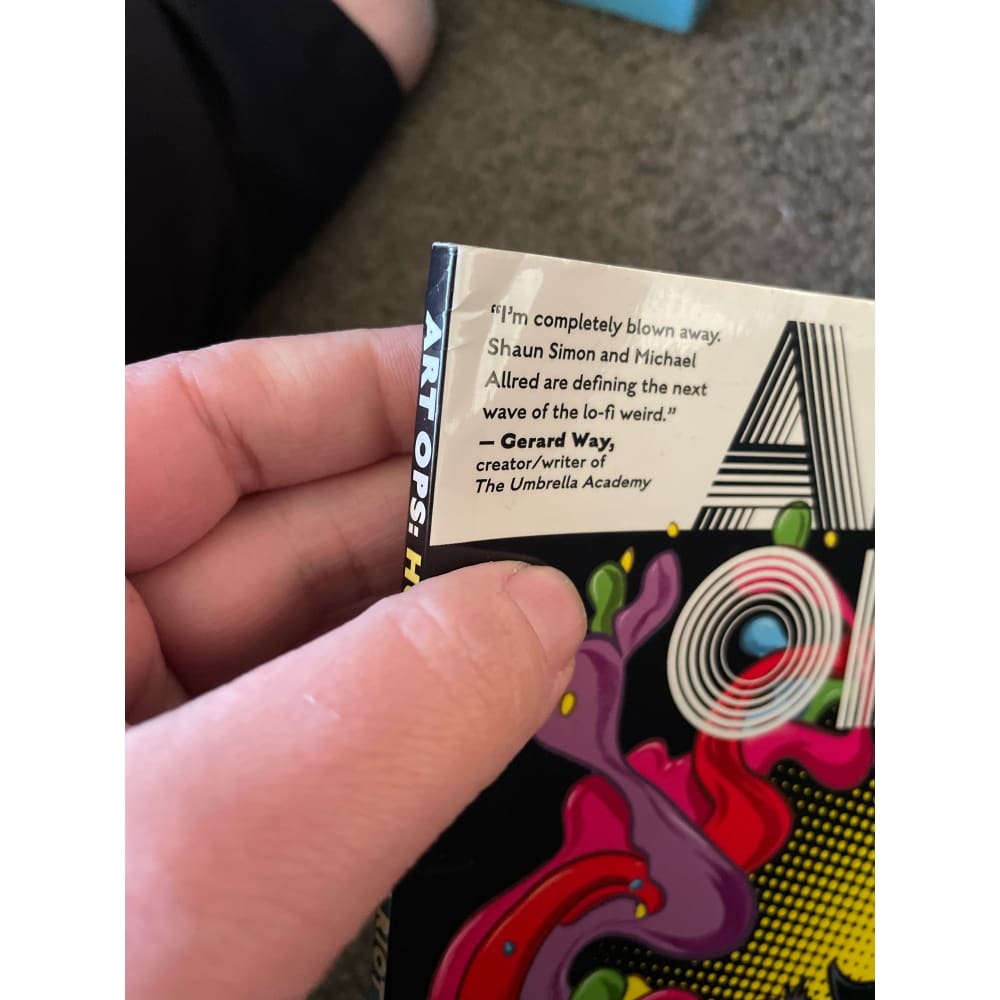 “I’m completely blown away.
Shaun Simon and Michael
Allred are defining the next
wave of the lo-fi weird.”
— Gerard Way,
creator/writer of
The Umbrella Academy
A
O
ART OPS: